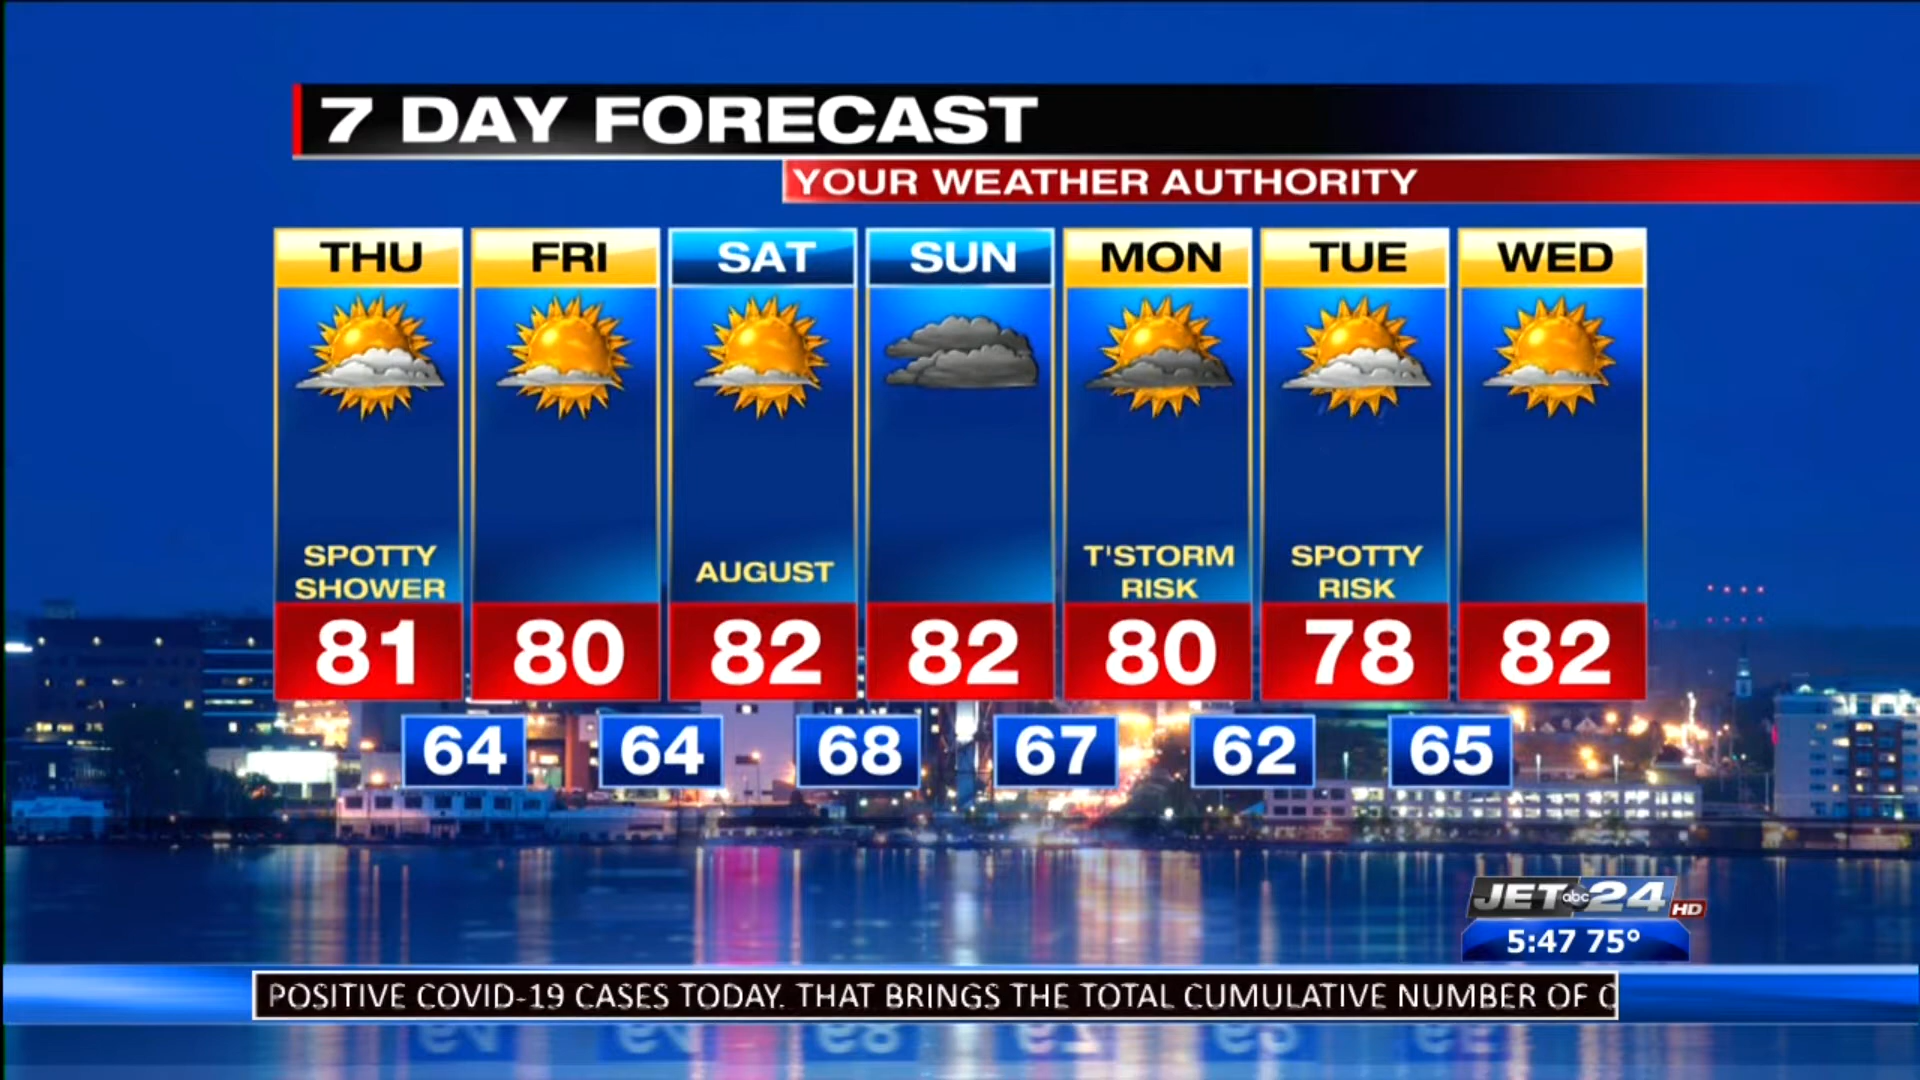 7 DAY FORECAST
YOUR WEATHER AUTHORITY
THU FRI SAT SUN MON TUE WED
SPOTTY
SHOWER
AUGUST
T'STORM
RISK
SPOTTY
RISK
81 80 82 82 80 78 82
64 64 68 67 62 65
JET abc 24 HD
5:47 75°
POSITIVE COVID-19 CASES TODAY. THAT BRINGS THE TOTAL CUMULATIVE NUMBER OF